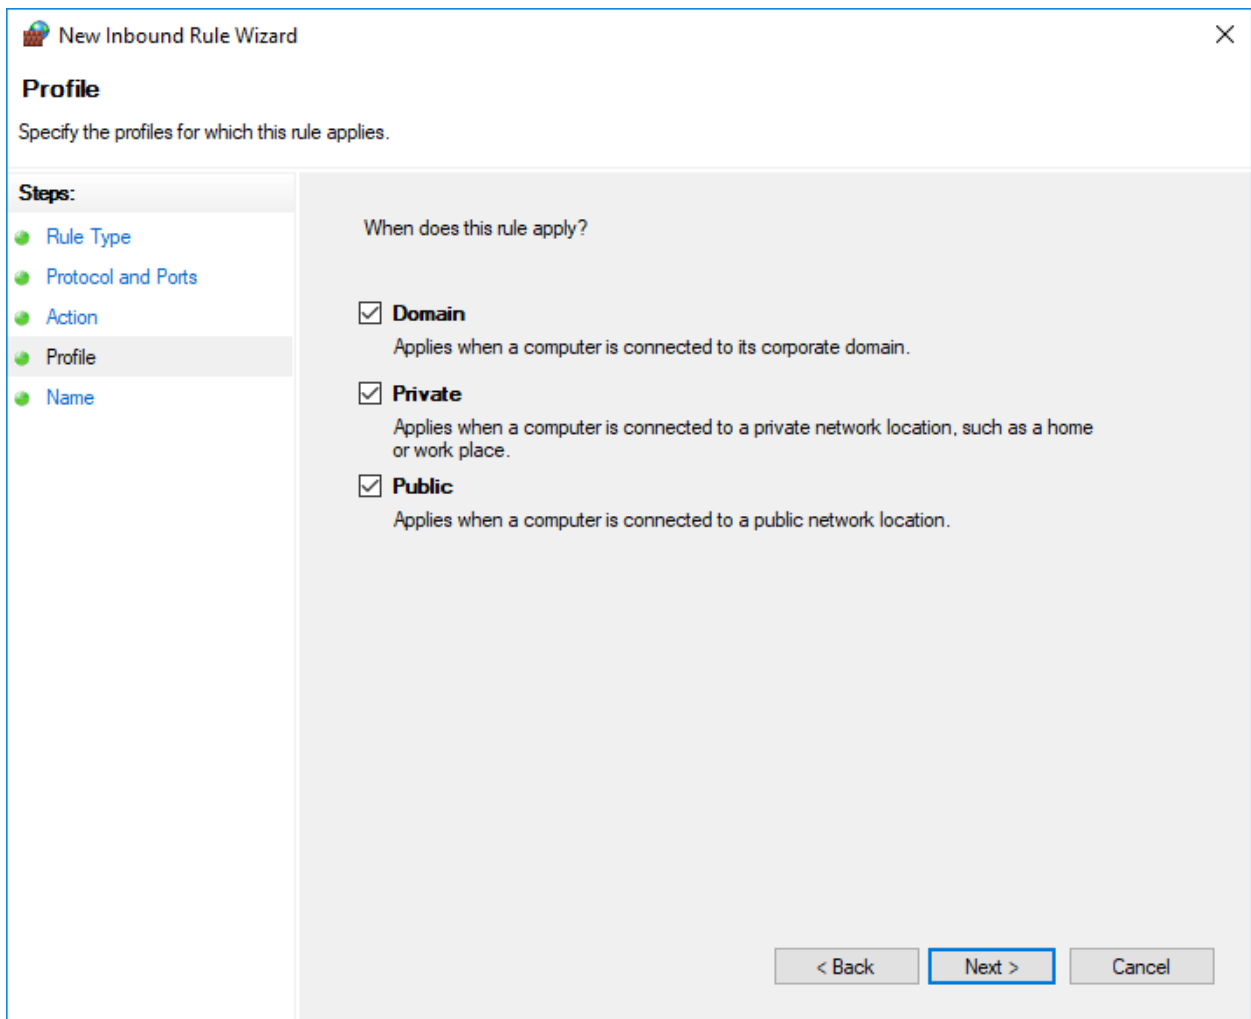 New Inbound Rule Wizard
Profile
Specify the profiles for which this rule applies.
Steps:
Rule Type
Protocol and Ports
Action
Profile
Name
When does this rule apply?
Domain
Applies when a computer is connected to its corporate domain.
Private
Applies when a computer is connected to a private network location, such as a home
or work place.
Public
Applies when a computer is connected to a public network location.
< Back
Next >
Cancel